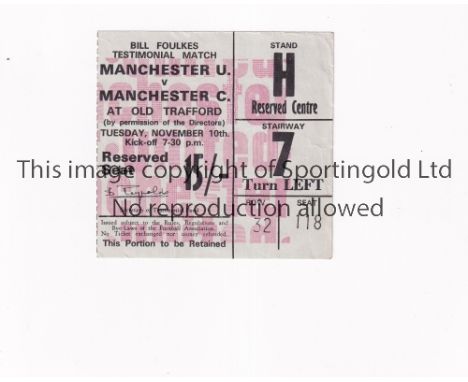 BILL FOULKES
TESTIMONIAL MATCH
MANCHESTER U.
v
MANCHESTER C.
AT OLD TRAFFORD
(by permission of the Directors)
TUESDAY, NOVEMBER 10th.
Kick-off 7-30 p.m.
Reserved
Seat
15/-
Issued subject to the Rules, Regulations and
Bye-Laws of the Football Association.
No Ticket exchanged nor money refunded.
This Portion to be Retained
STAND
H
Reserved Centre
STAIRWAY
7
Turn LEFT
ROW
SEAT
32
118
This image copyright of Sportingold Ltd
No reproduction allowed